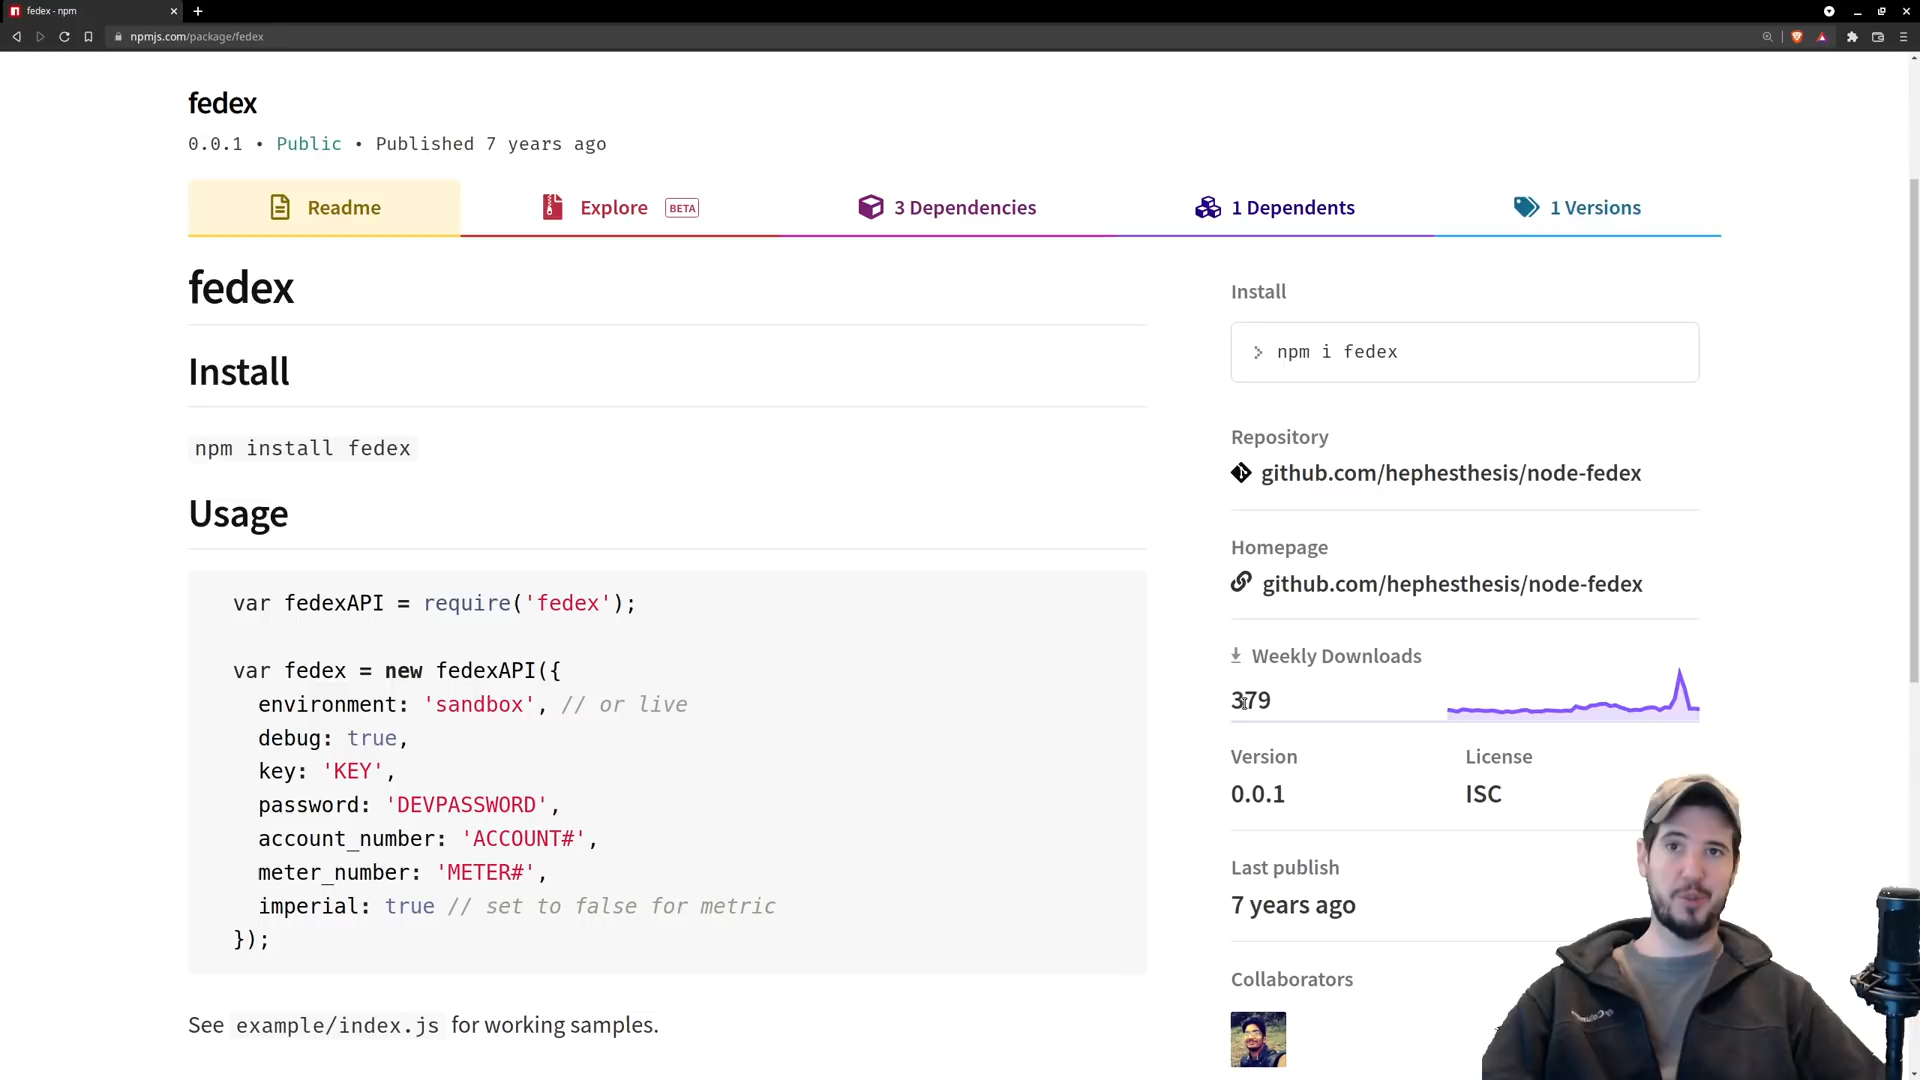 fedex - npm
npmjs.com/package/fedex
fedex
0.0.1 • Public • Published 7 years ago
Readme
Explore BETA
3 Dependencies
1 Dependents
1 Versions
fedex
Install
npm install fedex
Usage
var fedexAPI = require('fedex');
var fedex = new fedexAPI({
environment: 'sandbox', // or live
debug: true,
key: 'KEY',
password: 'DEVPASSWORD',
account_number: 'ACCOUNT#',
meter_number: 'METER#',
imperial: true // set to false for metric
});
See example/index.js for working samples.
Install
> npm i fedex
Repository
github.com/hephesthesis/node-fedex
Homepage
github.com/hephesthesis/node-fedex
Weekly Downloads
379
Version
0.0.1
License
ISC
Last publish
7 years ago
Collaborators